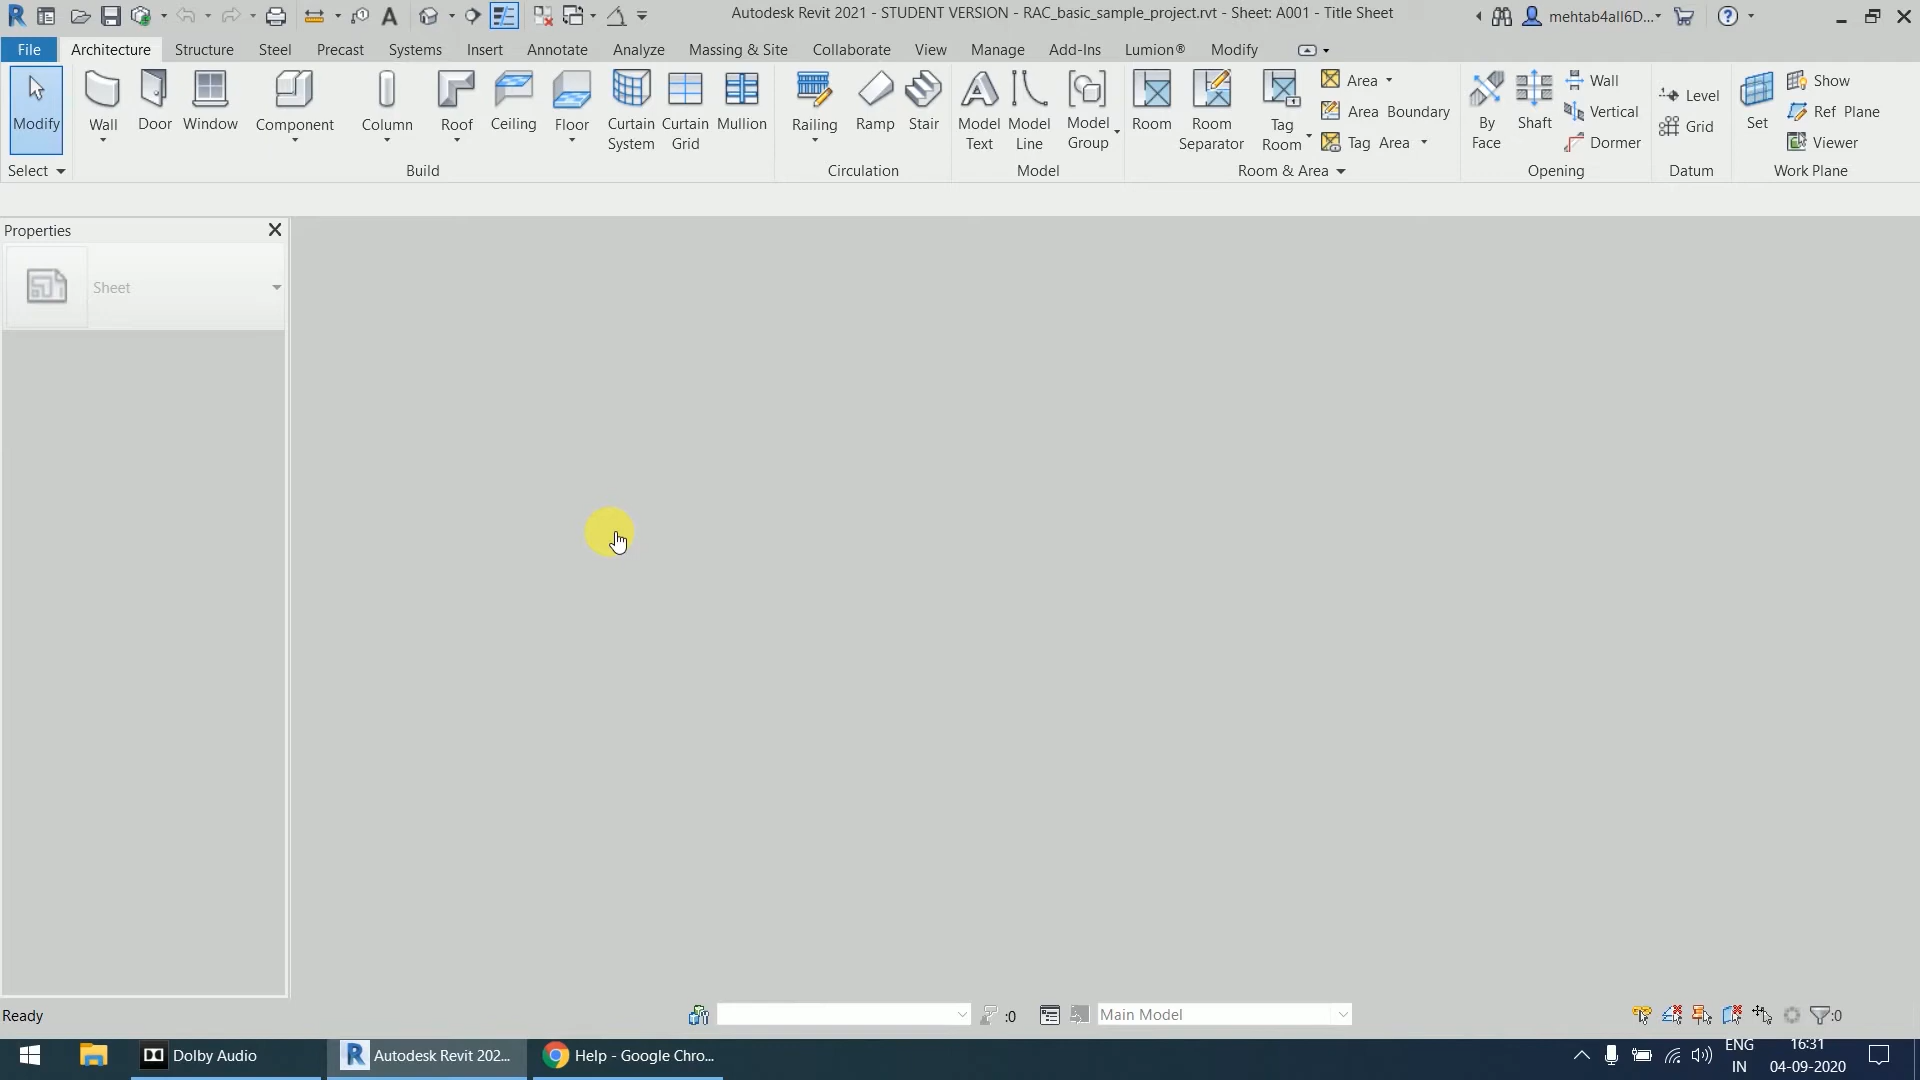 Autodesk Revit 2021 - STUDENT VERSION - RAC_basic_sample_project.rvt - Sheet: A001 - Title Sheet
mehtab4all6D...
File Architecture Structure Steel Precast Systems Insert Annotate Analyze Massing & Site Collaborate View Manage Add-Ins Lumion® Modify
Modify
Wall
Door
Window
Component
Column
Roof
Ceiling
Floor
Curtain
System
Curtain
Grid
Mullion
Railing
Ramp
Stair
Model
Text
Model
Line
Model
Group
Room
Room
Separator
Tag
Room
Area
Area Boundary
Tag Area
By
Face
Shaft
Wall
Vertical
Dormer
Level
Grid
Set
Show
Ref Plane
Viewer
Select Build Circulation Model Room & Area Opening Datum Work Plane
Properties
Sheet
Ready
:0
Main Model
:0
Dolby Audio
Autodesk Revit 202...
Help - Google Chro...
ENG
IN
16:31
04-09-2020